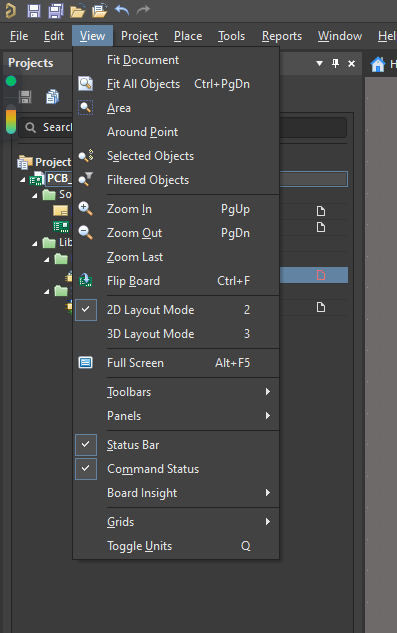 File Edit View Project Place Tools Reports Window Hel
Projects
Search
Project
PCB_
So
Lib
Fit Document
Fit All Objects Ctrl+PgDn
Area
Around Point
Selected Objects
Filtered Objects
Zoom In PgUp
Zoom Out PgDn
Zoom Last
Flip Board Ctrl+F
2D Layout Mode 2
3D Layout Mode 3
Full Screen Alt+F5
Toolbars
Panels
Status Bar
Command Status
Board Insight
Grids
Toggle Units Q
H